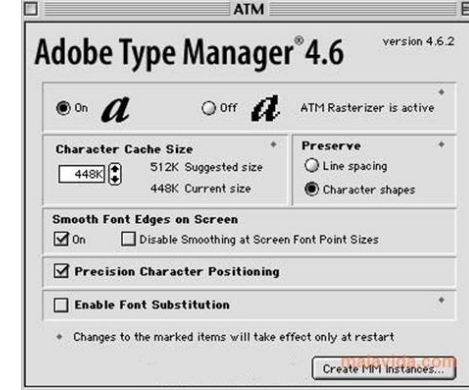 ATM
Adobe Type Manager® 4.6
version 4.6.2
On a Off a ATM Rasterizer is active
Character Cache Size
448K 512K Suggested size
448K Current size
Preserve
Line spacing
Character shapes
Smooth Font Edges on Screen
On Disable Smoothing at Screen Font Point Sizes
Precision Character Positioning
Enable Font Substitution
Changes to the marked items will take effect only at restart
malavida.com
Create MM Instances...